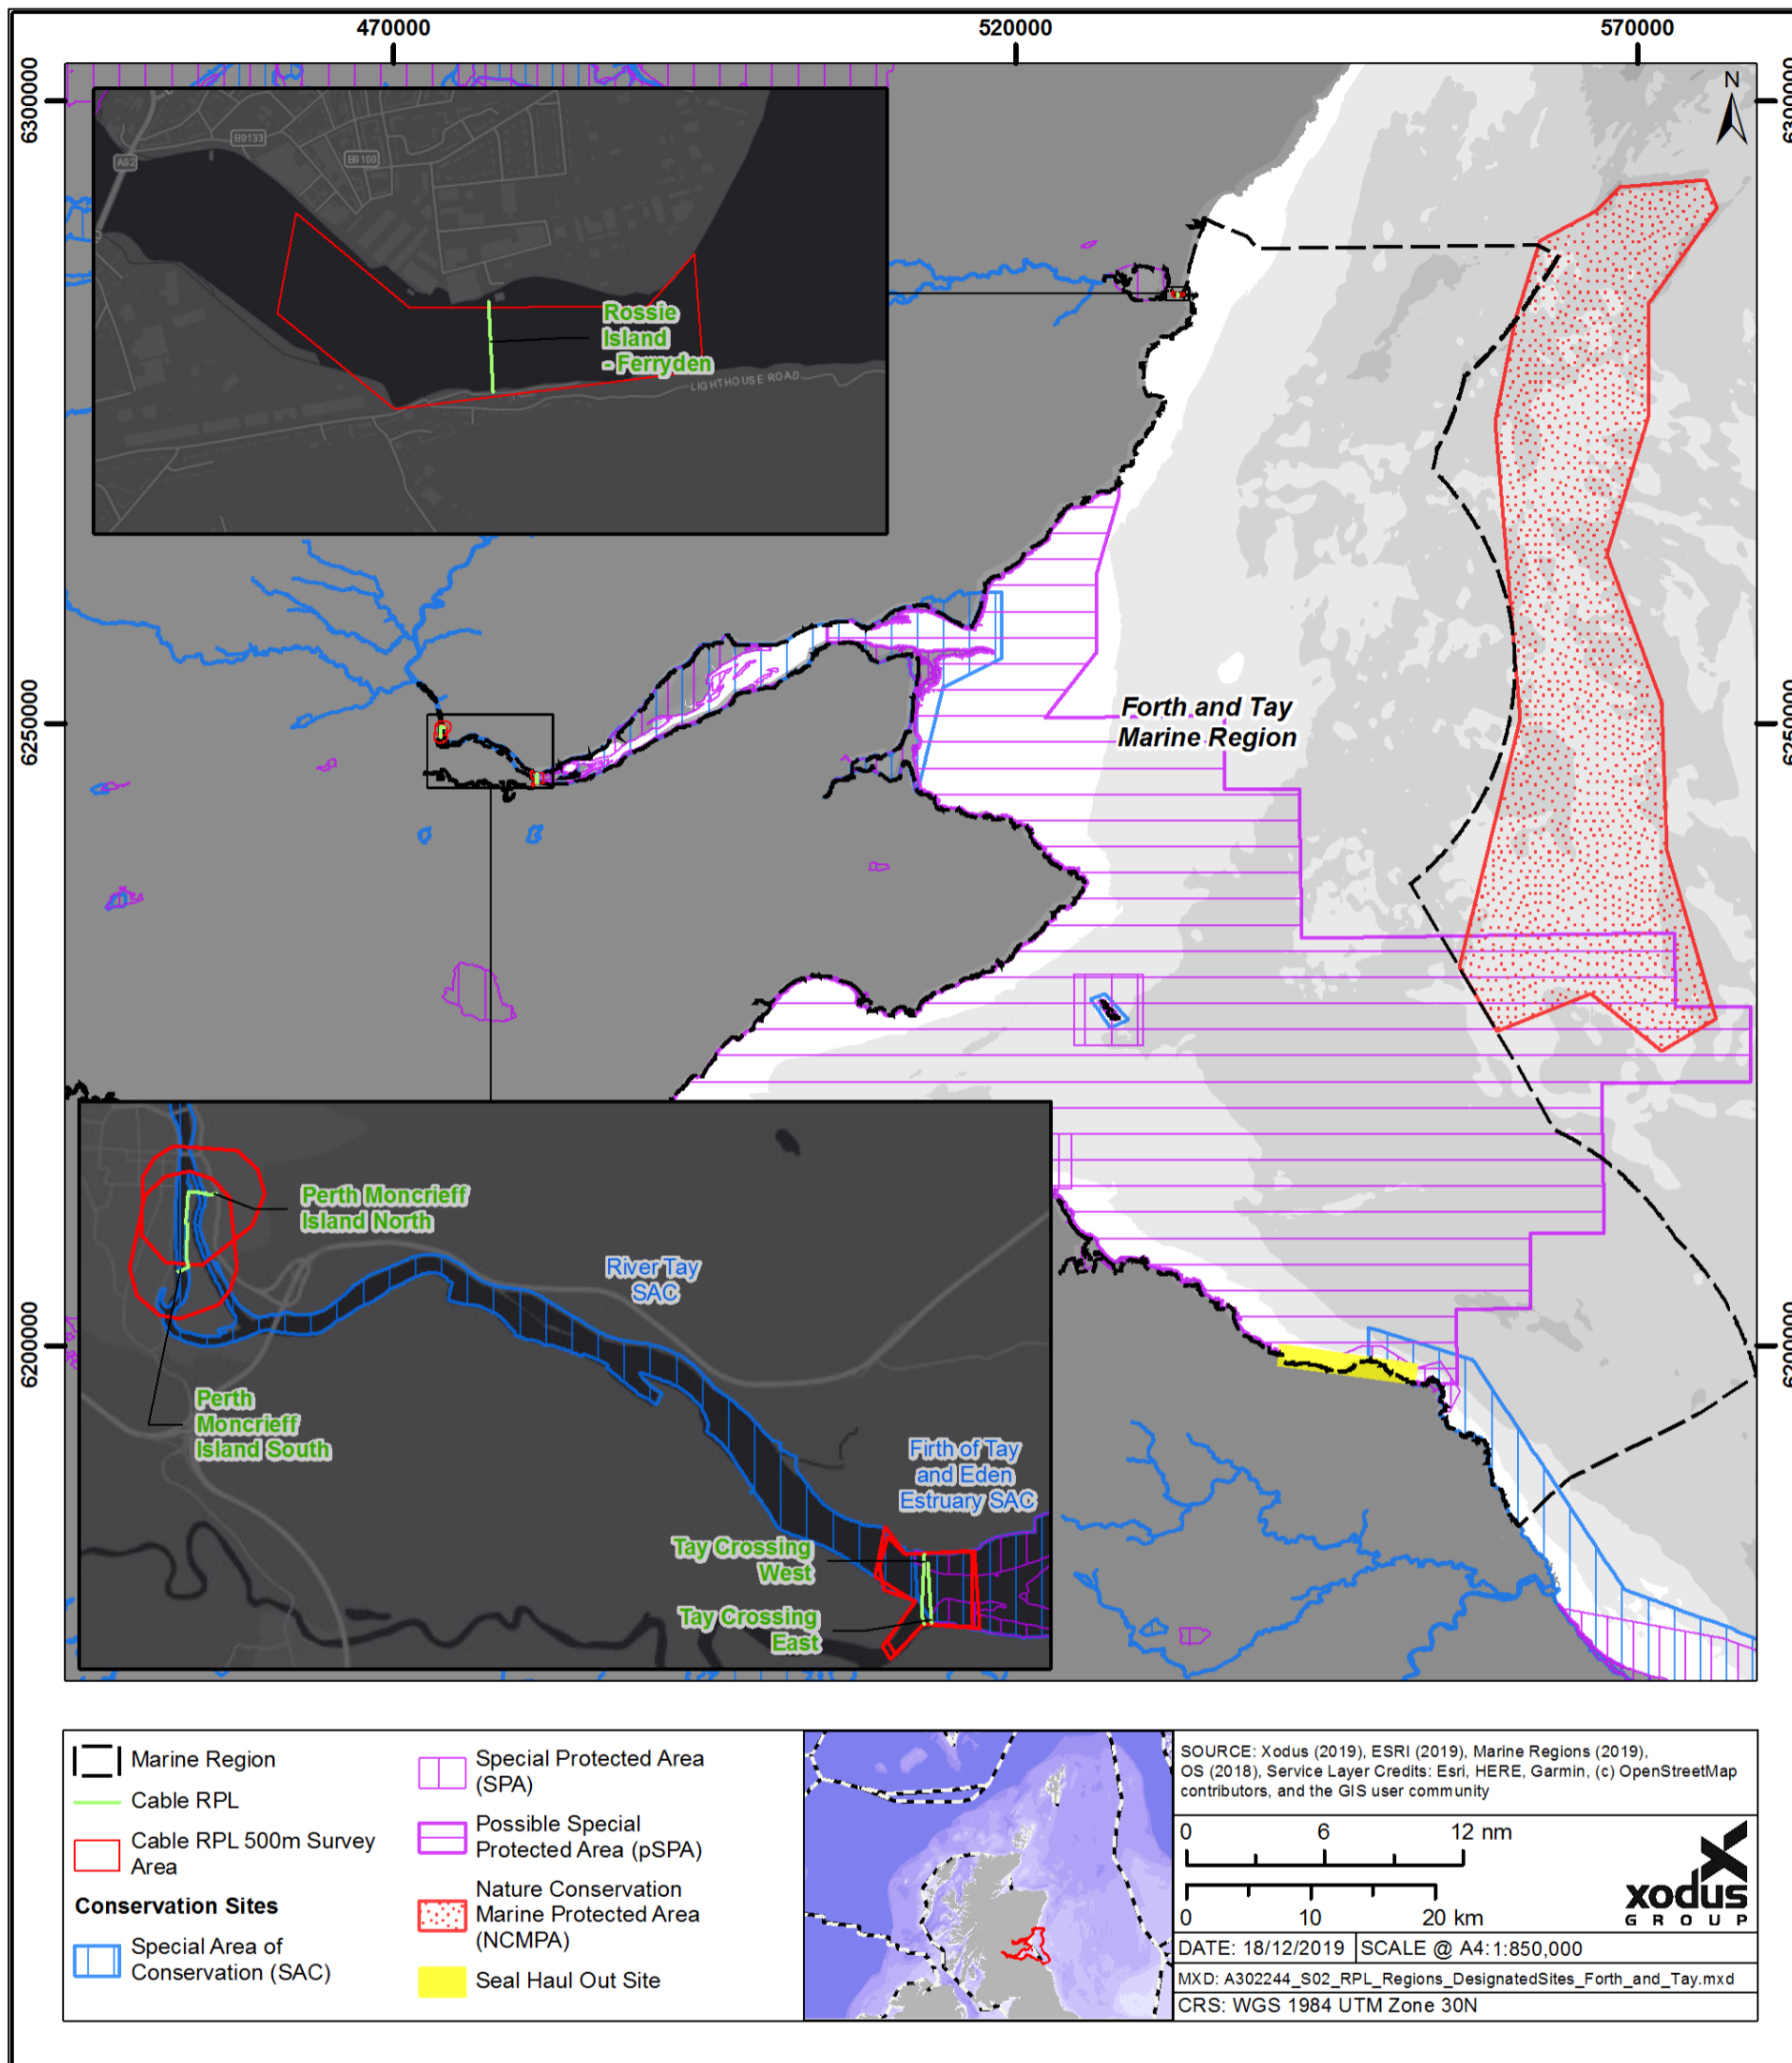 470000
520000
570000
6300000
6300000
N
B9133
B9100
A92
Rossie
Island
- Ferryden
LIGHTHOUSE ROAD
6250000
6250000
Forth and Tay
Marine Region
Perth Moncrieff
Island North
River Tay
SAC
Perth
Moncrieff
Island South
Firth of Tay
and Eden
Estruary SAC
Tay Crossing
West
Tay Crossing
East
6200000
6200000
Marine Region
Cable RPL
Cable RPL 500m Survey
Area
Conservation Sites
Special Area of
Conservation (SAC)
Special Protected Area
(SPA)
Possible Special
Protected Area (pSPA)
Nature Conservation
Marine Protected Area
(NCMPA)
Seal Haul Out Site
SOURCE: Xodus (2019), ESRI (2019), Marine Regions (2019),
OS (2018), Service Layer Credits: Esri, HERE, Garmin, (c) OpenStreetMap
contributors, and the GIS user community
0 6 12 nm
0 10 20 km
xodus
GROUP
DATE: 18/12/2019 SCALE @ A4:1:850,000
MXD: A302244_S02_RPL_Regions_DesignatedSites_Forth_and_Tay.mxd
CRS: WGS 1984 UTM Zone 30N